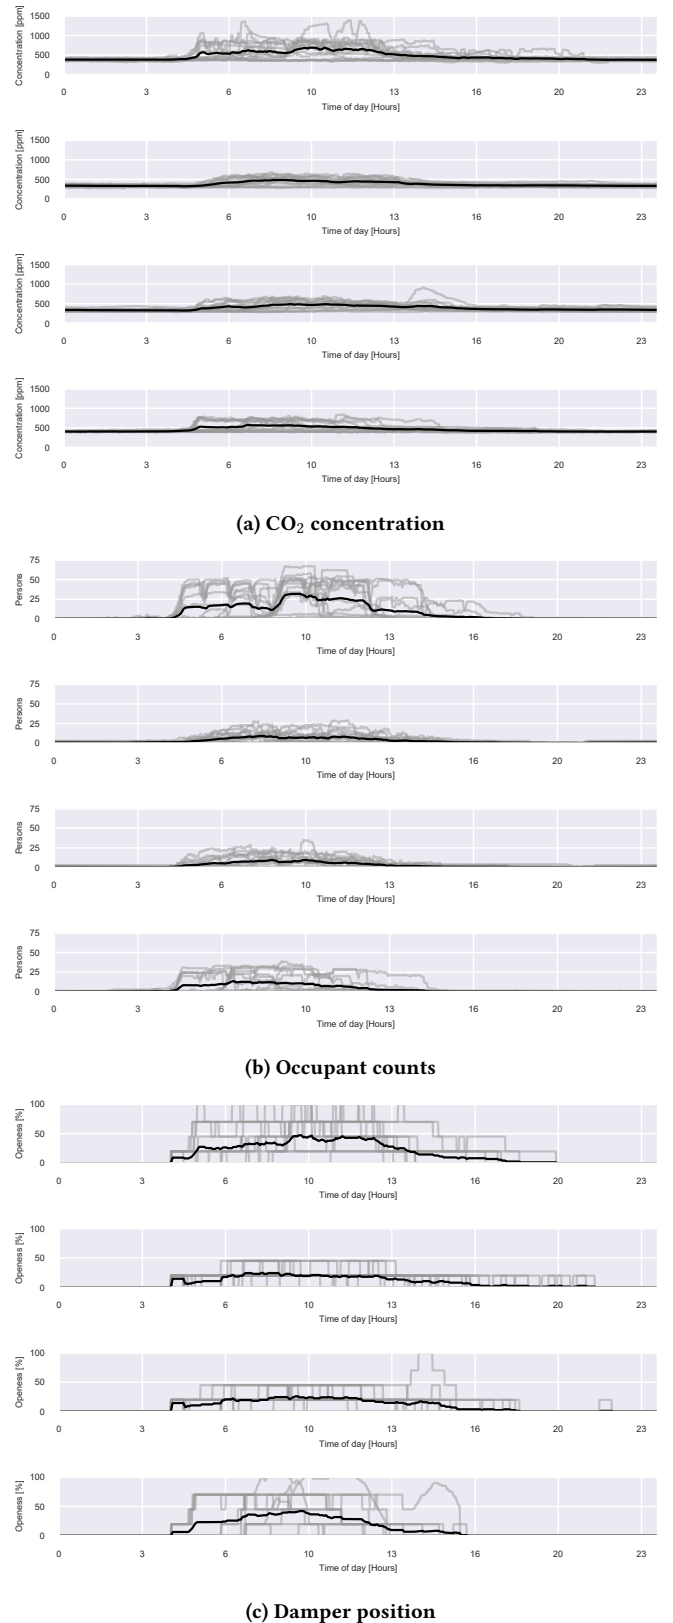 Concentration [ppm]
1500
1000
500
0
0 3 6 10 13 16 20 23
Time of day [Hours]
Concentration [ppm]
1500
1000
500
0
0 3 6 10 13 16 20 23
Time of day [Hours]
Concentration [ppm]
1500
1000
500
0
0 3 6 10 13 16 20 23
Time of day [Hours]
Concentration [ppm]
1500
1000
500
0
0 3 6 10 13 16 20 23
Time of day [Hours]
(a) CO₂ concentration
Persons
75
50
25
0
0 3 6 10 13 16 20 23
Time of day [Hours]
Persons
75
50
25
0
0 3 6 10 13 16 20 23
Time of day [Hours]
Persons
75
50
25
0
0 3 6 10 13 16 20 23
Time of day [Hours]
Persons
75
50
25
0
0 3 6 10 13 16 20 23
Time of day [Hours]
(b) Occupant counts
Openess [%]
100
50
0
0 3 6 10 13 16 20 23
Time of day [Hours]
Openess [%]
100
50
0
0 3 6 10 13 16 20 23
Time of day [Hours]
Openess [%]
100
50
0
0 3 6 10 13 16 20 23
Time of day [Hours]
Openess [%]
100
50
0
0 3 6 10 13 16 20 23
Time of day [Hours]
(c) Damper position